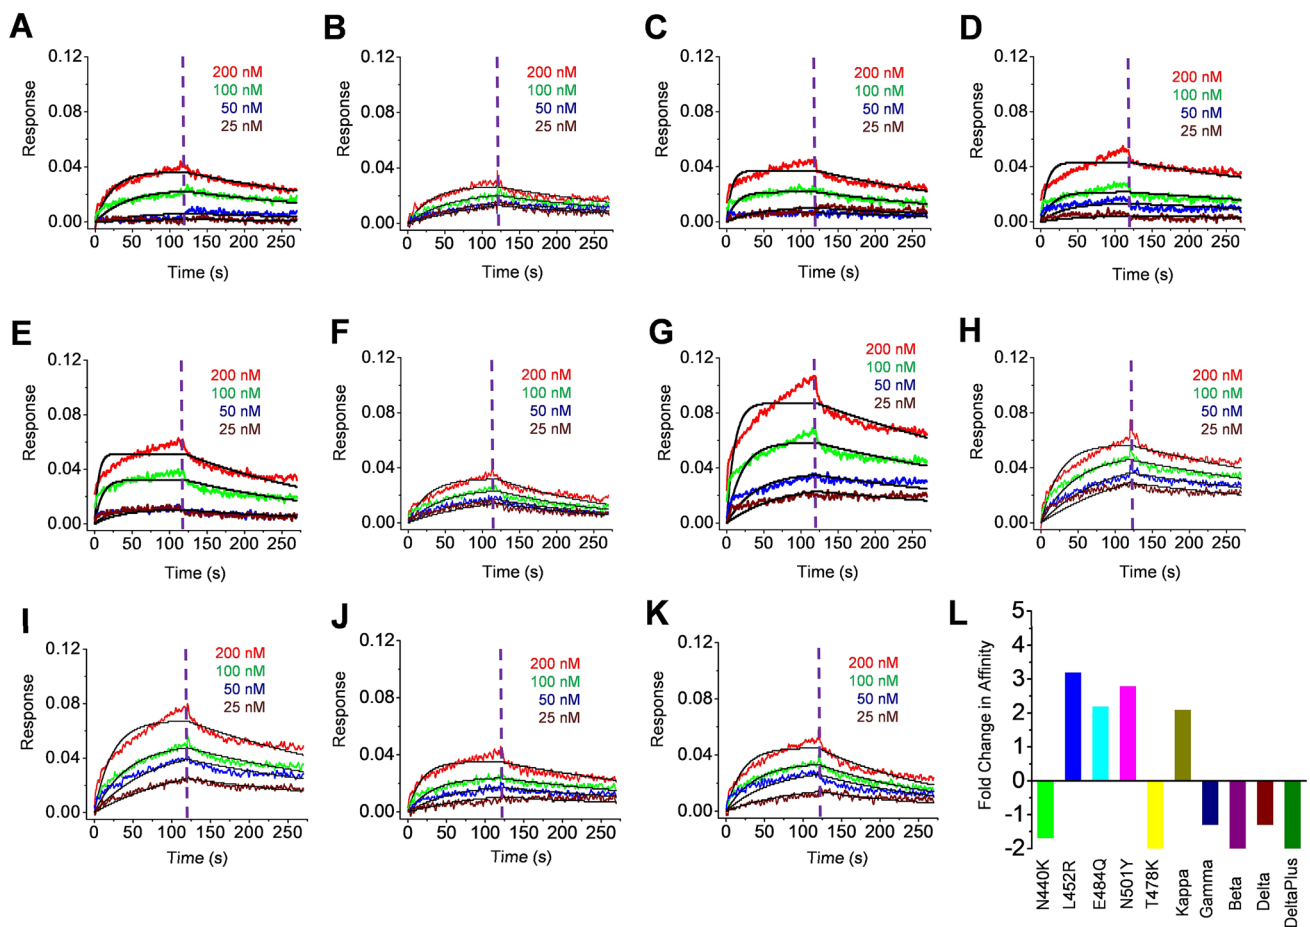 A
0.12
0.08
0.04
0.00
Response
200 nM
100 nM
50 nM
25 nM
0 50 100 150 200 250
Time (s)
B
0.12
0.08
0.04
0.00
Response
200 nM
100 nM
50 nM
25 nM
0 50 100 150 200 250
Time (s)
C
0.12
0.08
0.04
0.00
Response
200 nM
100 nM
50 nM
25 nM
0 50 100 150 200 250
Time (s)
D
0.12
0.08
0.04
0.00
Response
200 nM
100 nM
50 nM
25 nM
0 50 100 150 200 250
Time (s)
E
0.12
0.08
0.04
0.00
Response
200 nM
100 nM
50 nM
25 nM
0 50 100 150 200 250
Time (s)
F
0.12
0.08
0.04
0.00
Response
200 nM
100 nM
50 nM
25 nM
0 50 100 150 200 250
Time (s)
G
0.12
0.08
0.04
0.00
Response
200 nM
100 nM
50 nM
25 nM
0 50 100 150 200 250
Time (s)
H
0.12
0.08
0.04
0.00
Response
200 nM
100 nM
50 nM
25 nM
0 50 100 150 200 250
Time (s)
I
0.12
0.08
0.04
0.00
Response
200 nM
100 nM
50 nM
25 nM
0 50 100 150 200 250
Time (s)
J
0.12
0.08
0.04
0.00
Response
200 nM
100 nM
50 nM
25 nM
0 50 100 150 200 250
Time (s)
K
0.12
0.08
0.04
0.00
Response
200 nM
100 nM
50 nM
25 nM
0 50 100 150 200 250
Time (s)
L
5
4
3
2
1
0
-1
-2
Fold Change in Affinity
N440K
L452R
E484Q
N501Y
T478K
Kappa
Gamma
Beta
Delta
DeltaPlus